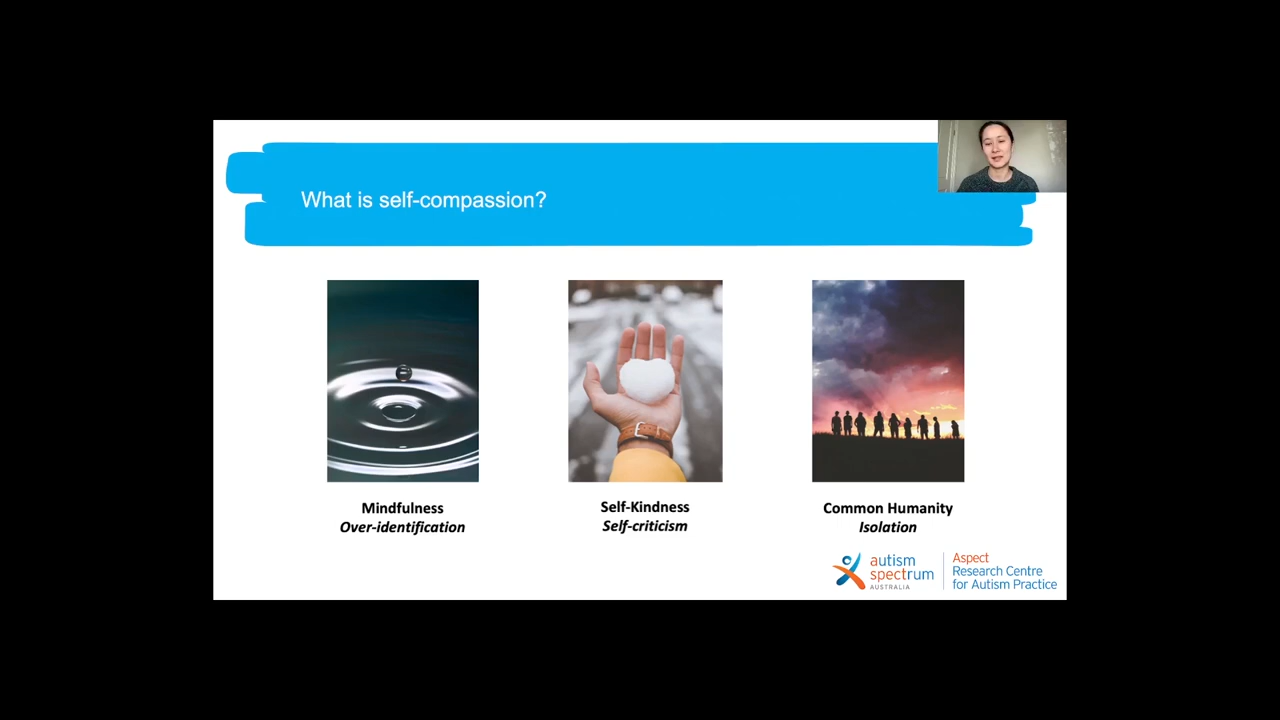 What is self-compassion?
Mindfulness
Over-identification
Self-Kindness
Self-criticism
Common Humanity
Isolation
autism
spectrum
AUSTRALIA
Aspect
Research Centre
for Autism Practice